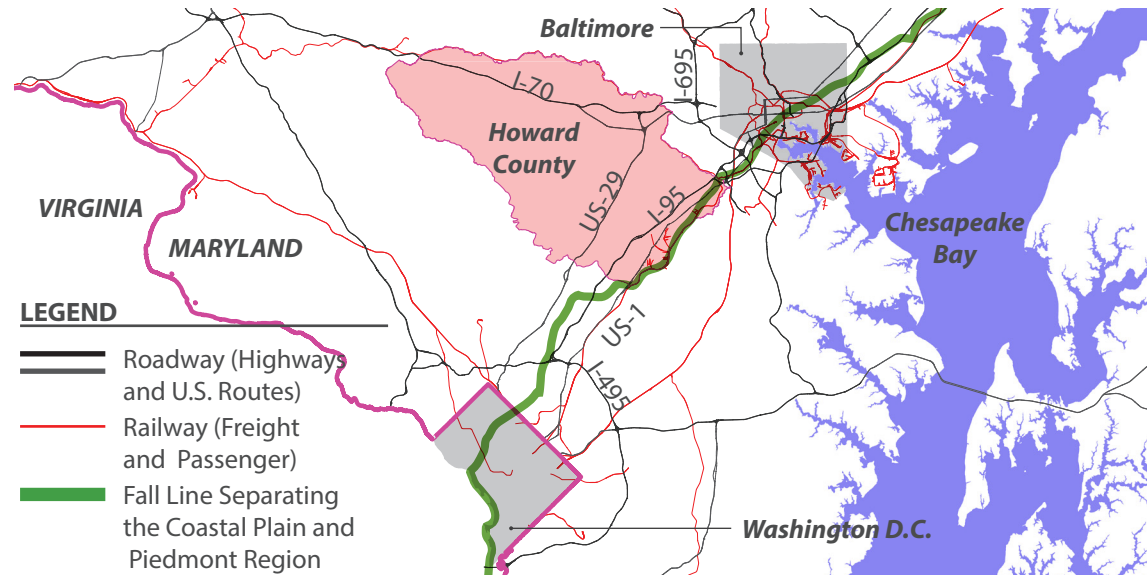 Baltimore
I-695
I-70
Howard
County
US-29
I-95
VIRGINIA
MARYLAND
Chesapeake
Bay
US-1
I-495
LEGEND
Roadway (Highways
and U.S. Routes)
Railway (Freight
and Passenger)
Fall Line Separating
the Coastal Plain and
Piedmont Region
Washington D.C.